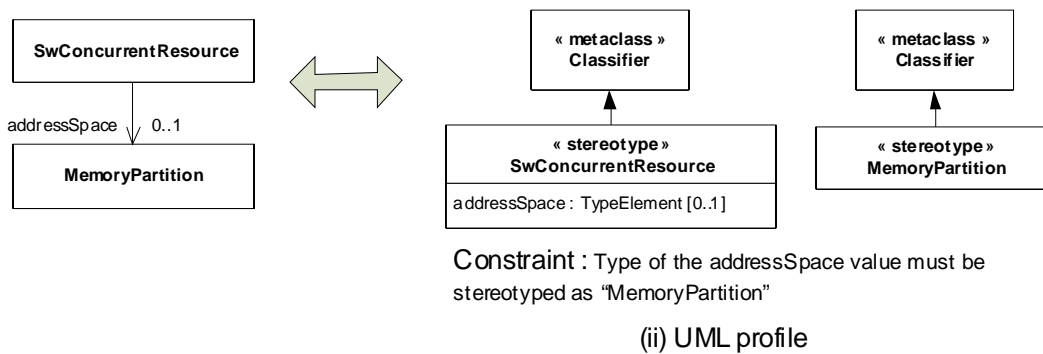 SwConcurrentResource
addressSpace 0..1
MemoryPartition
« metaclass »
Classifier
« stereotype »
SwConcurrentResource
addressSpace : TypeElement [0..1]
« metaclass »
Classifier
« stereotype »
MemoryPartition
Constraint : Type of the addressSpace value must be
stereotyped as “MemoryPartition”
(ii) UML profile